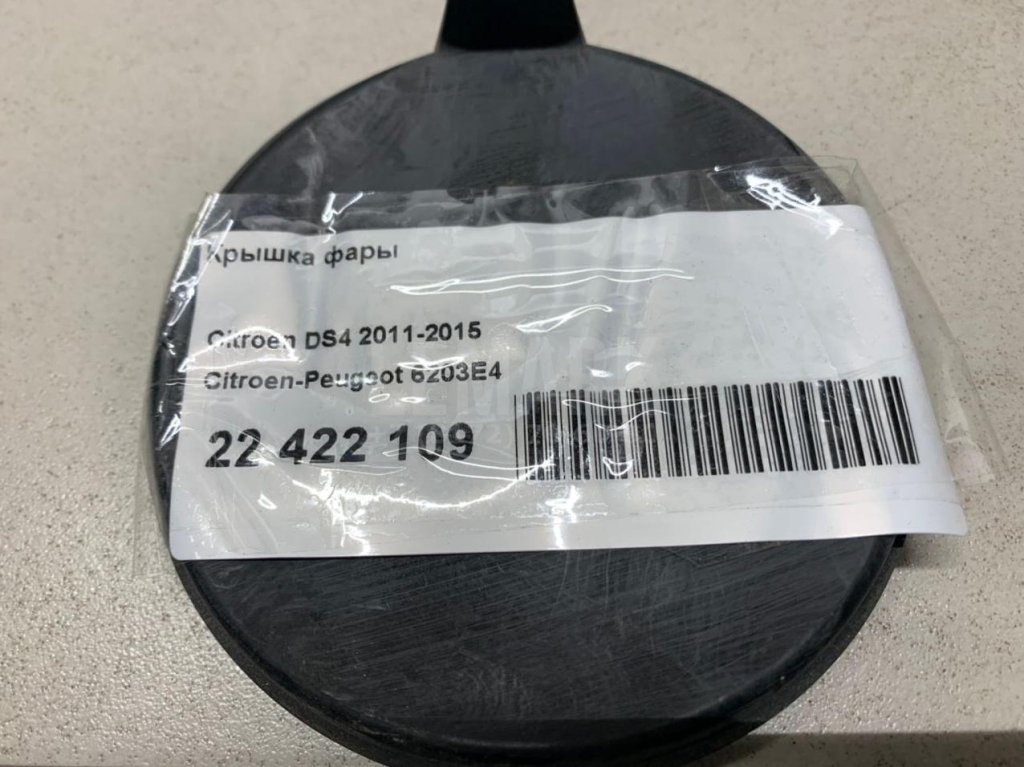 Крышка фары
Citroen DS4 2011-2015
Citroen-Peugeot 6203E4
22 422 109